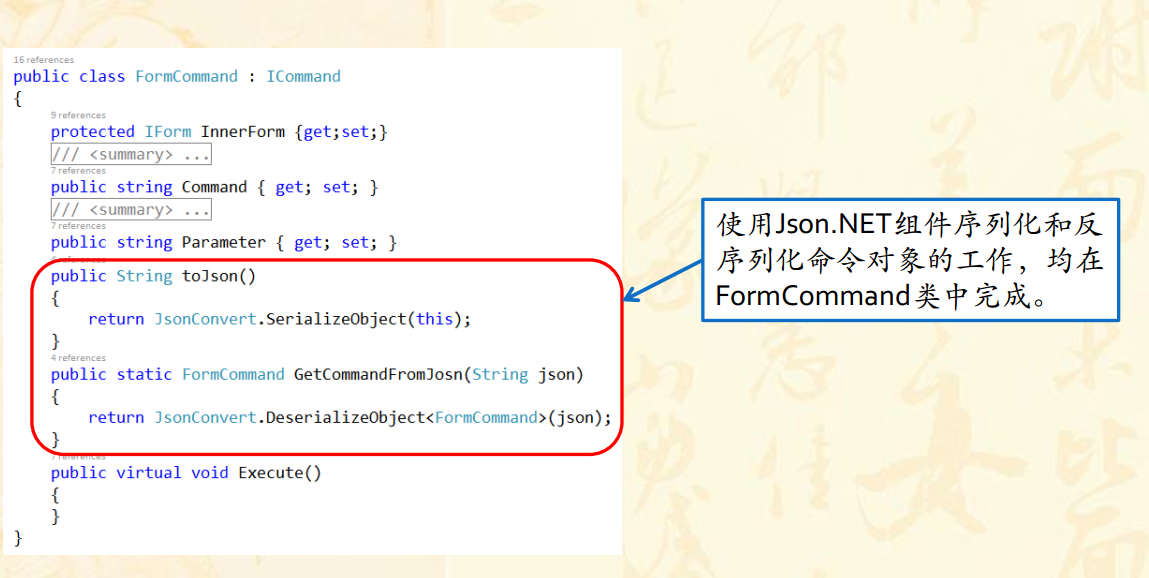 16 references
public class FormCommand : ICommand
{
9 references
protected IForm InnerForm {get;set;}
/// <summary> ...
7 references
public string Command { get; set; }
/// <summary> ...
7 references
public string Parameter { get; set; }
public String toJson()
{
return JsonConvert.SerializeObject(this);
}
4 references
public static FormCommand GetCommandFromJosn(String json)
{
return JsonConvert.DeserializeObject<FormCommand>(json);
}
7 references
public virtual void Execute()
{
}
}
使用Json.NET组件序列化和反
序列化命令对象的工作，均在
FormCommand类中完成。